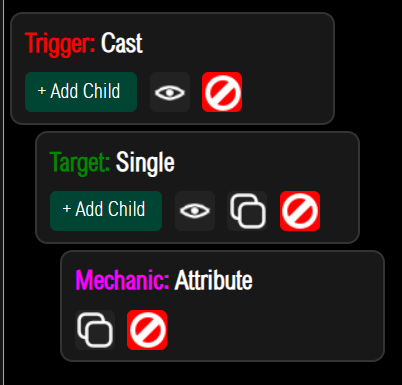 Trigger: Cast
+ Add Child
Target: Single
+ Add Child
Mechanic: Attribute